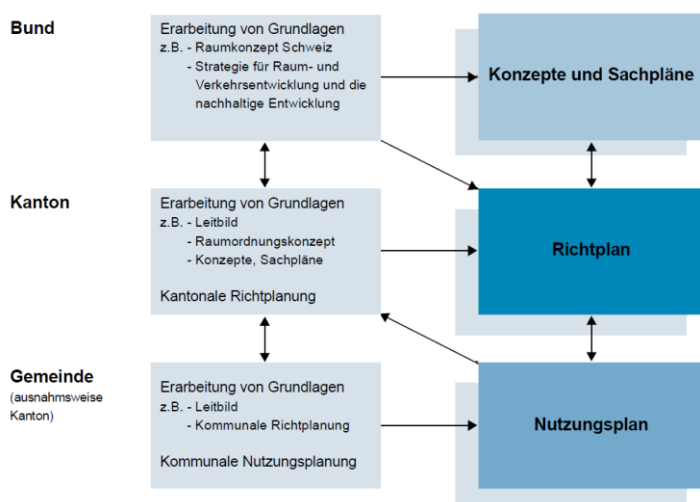 Bund
Erarbeitung von Grundlagen
z.B. - Raumkonzept Schweiz
- Strategie für Raum- und
Verkehrsentwicklung und die
nachhaltige Entwicklung
Konzepte und Sachpläne
Kanton
Erarbeitung von Grundlagen
z.B. - Leitbild
- Raumordnungskonzept
- Konzepte, Sachpläne
Kantonale Richtplanung
Richtplan
Gemeinde
(ausnahmsweise
Kanton)
Erarbeitung von Grundlagen
z.B. - Leitbild
- Kommunale Richtplanung
Kommunale Nutzungsplanung
Nutzungsplan